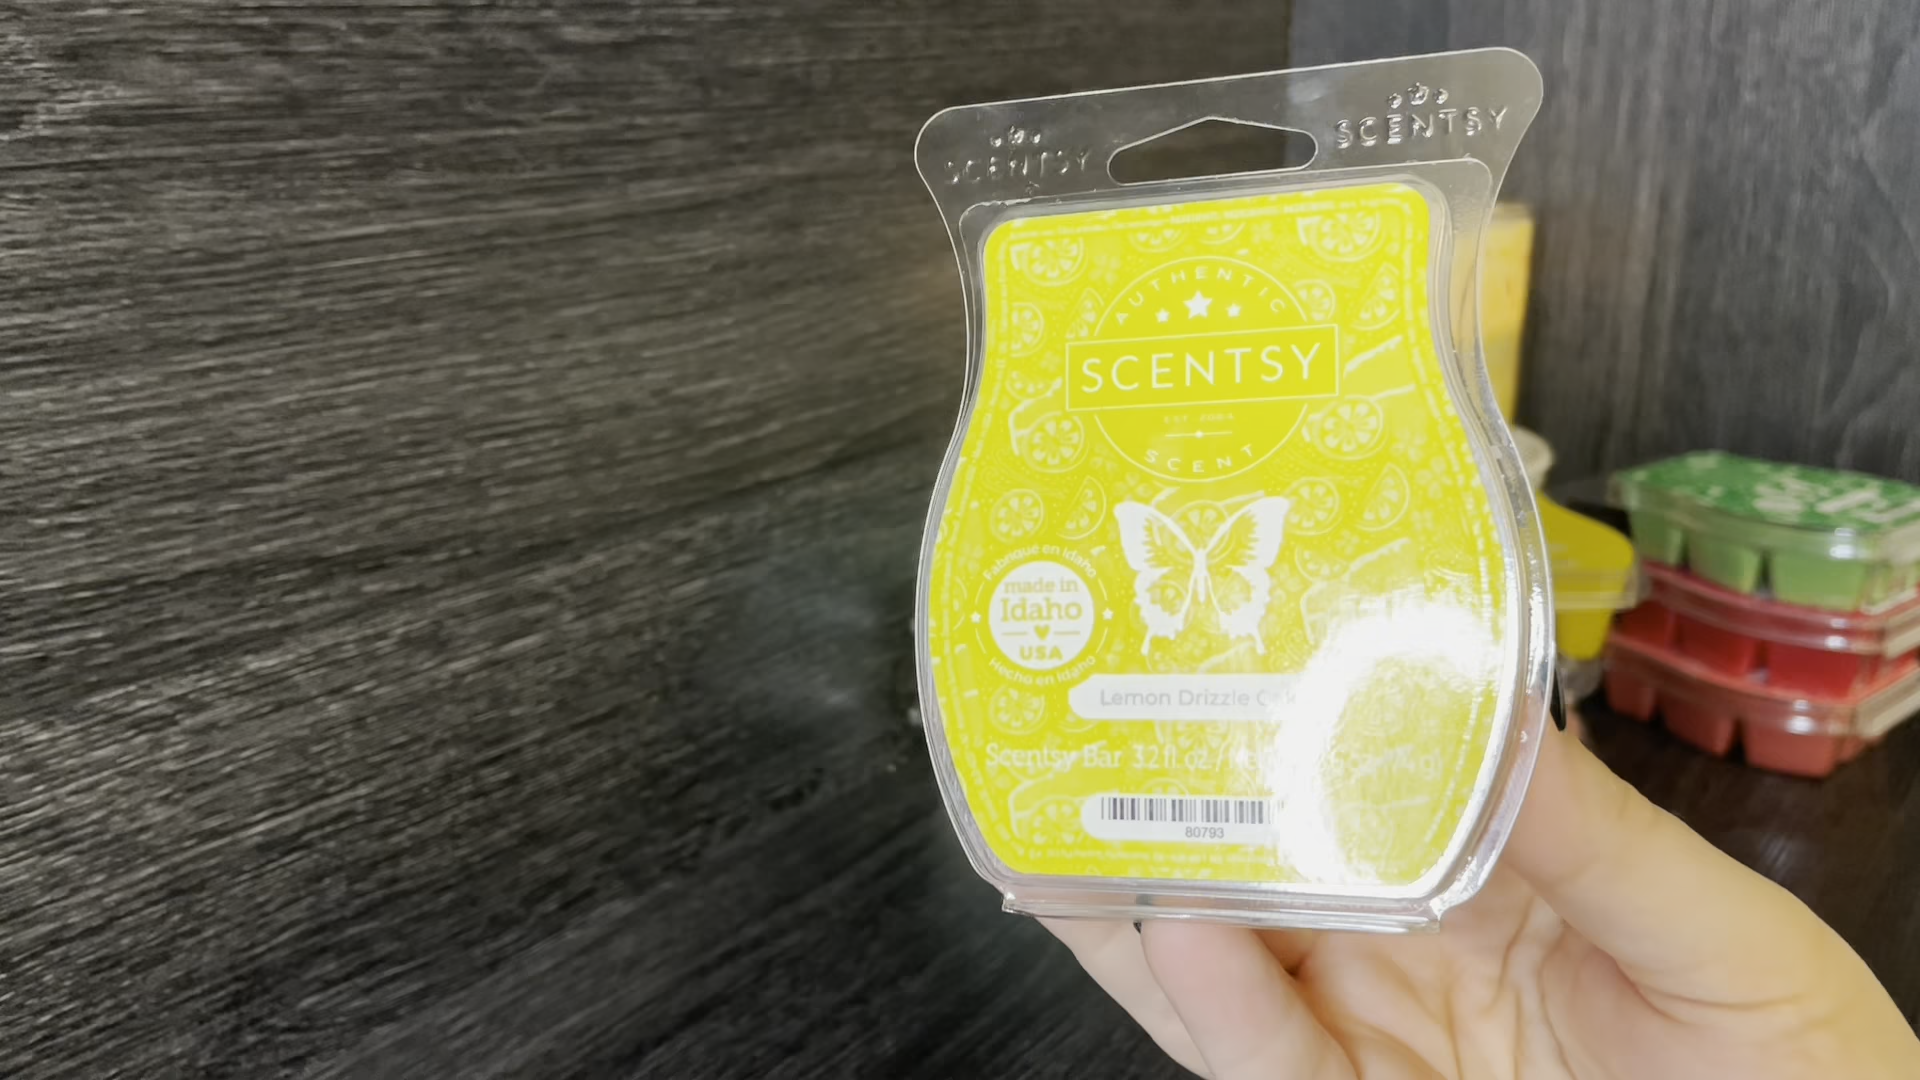 SCENTSY
SCENTSY
AUTHENTIC
SCENTSY
EST. 2004
SCENT
Fabriqué en Idaho
made in
Idaho
USA
Hecho en Idaho
Lemon Drizzle
Scentsy Bar 3.2 fl. oz. /
80793